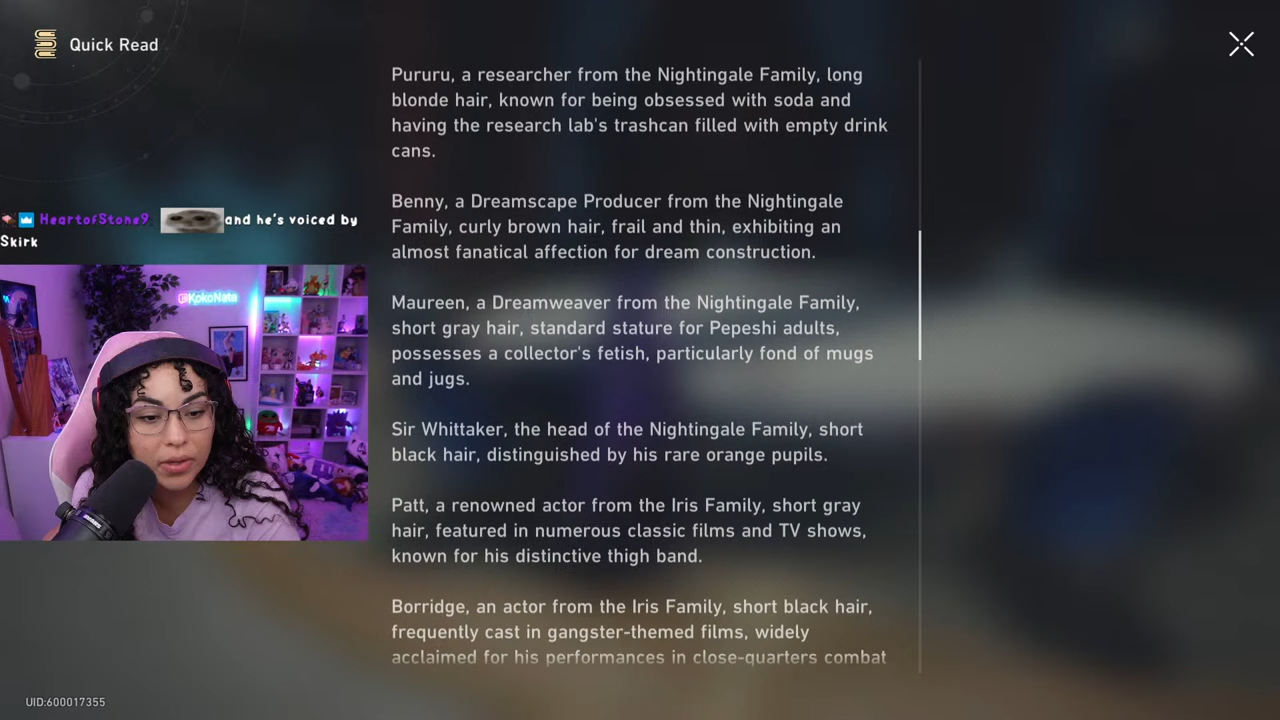 Quick Read
Pururu, a researcher from the Nightingale Family, long
blonde hair, known for being obsessed with soda and
having the research lab's trashcan filled with empty drink
cans.
Benny, a Dreamscape Producer from the Nightingale
Family, curly brown hair, frail and thin, exhibiting an
almost fanatical affection for dream construction.
Maureen, a Dreamweaver from the Nightingale Family,
short gray hair, standard stature for Pepeshi adults,
possesses a collector's fetish, particularly fond of mugs
and jugs.
Sir Whittaker, the head of the Nightingale Family, short
black hair, distinguished by his rare orange pupils.
Patt, a renowned actor from the Iris Family, short gray
hair, featured in numerous classic films and TV shows,
known for his distinctive thigh band.
Borridge, an actor from the Iris Family, short black hair,
frequently cast in gangster-themed films, widely
acclaimed for his performances in close-quarters combat
HeartofStone9 and he's voiced by
Skirk
@KokoNata
UID:600017355